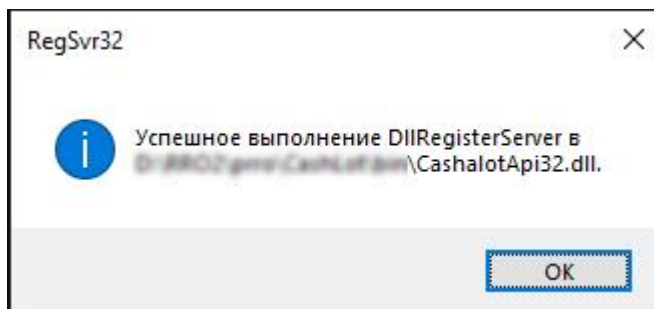 RegSvr32
Успешное выполнение DllRegisterServer в
\CashalotApi32.dll.
OK